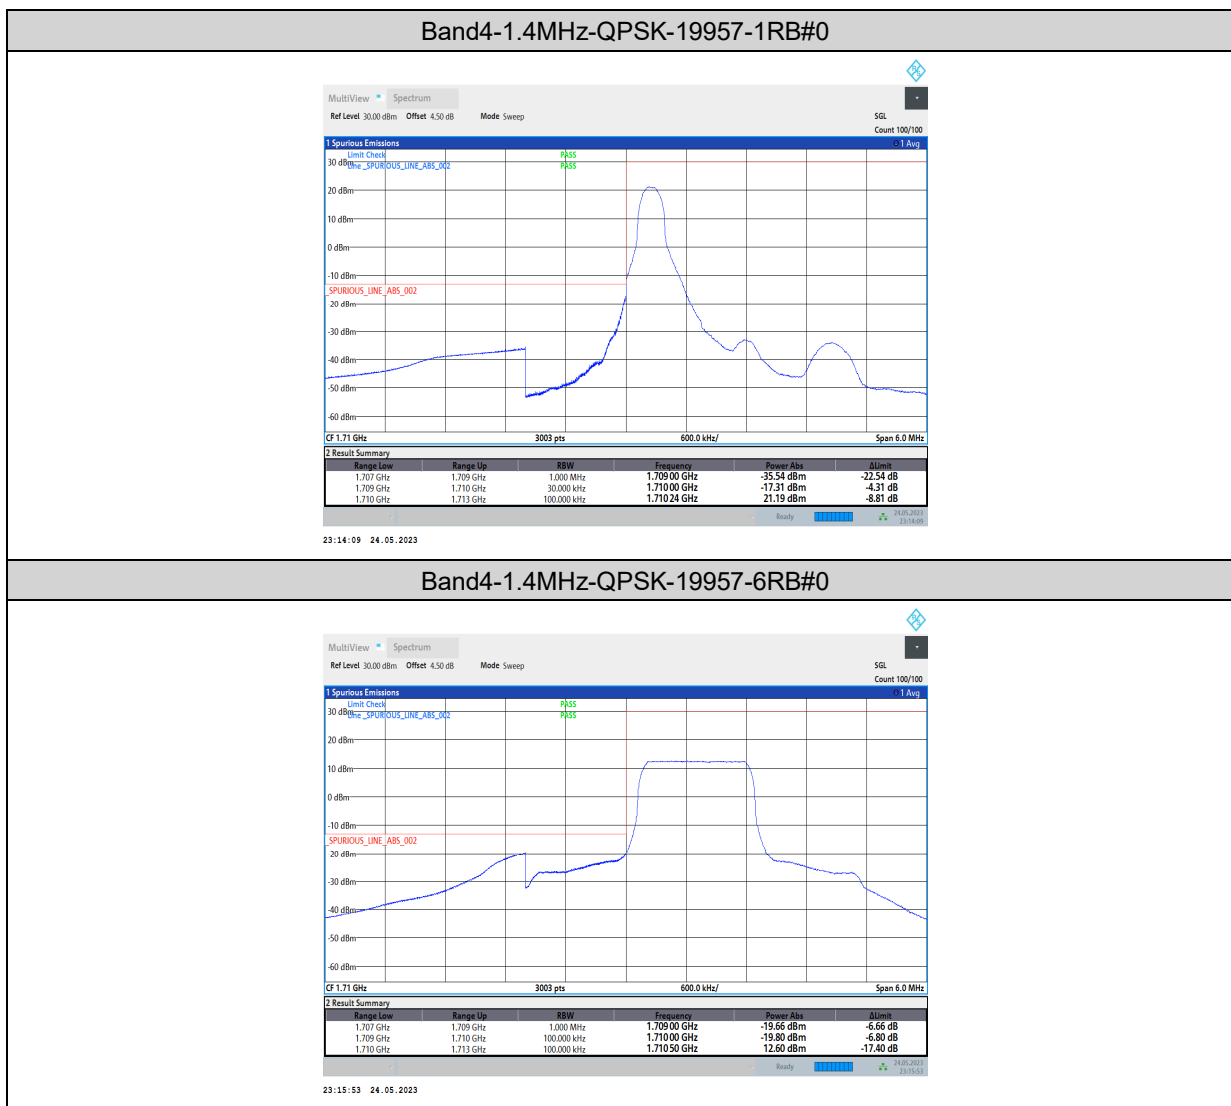 Band4-1.4MHz-QPSK-19957-1RB#0
MultiView Spectrum
Ref Level 30.00 dBm Offset 4.50 dB Mode Sweep SGL
Count 100/100
1 Spurious Emissions 1 Avg
Limit Check PASS
30 dBm Line _SPURIOUS_LINE_ABS_002 PASS
20 dBm
10 dBm
0 dBm
-10 dBm
_SPURIOUS_LINE_ABS_002
20 dBm
-30 dBm
-40 dBm
-50 dBm
-60 dBm
CF 1.71 GHz 3003 pts 600.0 kHz/ Span 6.0 MHz
2 Result Summary
Range Low Range Up RBW Frequency Power Abs ΔLimit
1.707 GHz 1.709 GHz 1.000 MHz 1.70900 GHz -35.54 dBm -22.54 dB
1.709 GHz 1.710 GHz 30.000 kHz 1.71000 GHz -17.31 dBm -4.31 dB
1.710 GHz 1.713 GHz 100.000 kHz 1.71024 GHz 21.19 dBm -8.81 dB
Ready 24.05.2023
23:14:09
23:14:09 24.05.2023
Band4-1.4MHz-QPSK-19957-6RB#0
MultiView Spectrum
Ref Level 30.00 dBm Offset 4.50 dB Mode Sweep SGL
Count 100/100
1 Spurious Emissions 1 Avg
Limit Check PASS
30 dBm Line _SPURIOUS_LINE_ABS_002 PASS
20 dBm
10 dBm
0 dBm
-10 dBm
_SPURIOUS_LINE_ABS_002
20 dBm
-30 dBm
-40 dBm
-50 dBm
-60 dBm
CF 1.71 GHz 3003 pts 600.0 kHz/ Span 6.0 MHz
2 Result Summary
Range Low Range Up RBW Frequency Power Abs ΔLimit
1.707 GHz 1.709 GHz 1.000 MHz 1.70900 GHz -19.66 dBm -6.66 dB
1.709 GHz 1.710 GHz 100.000 kHz 1.71000 GHz -19.80 dBm -6.80 dB
1.710 GHz 1.713 GHz 100.000 kHz 1.71050 GHz 12.60 dBm -17.40 dB
Ready 24.05.2023
23:15:53
23:15:53 24.05.2023